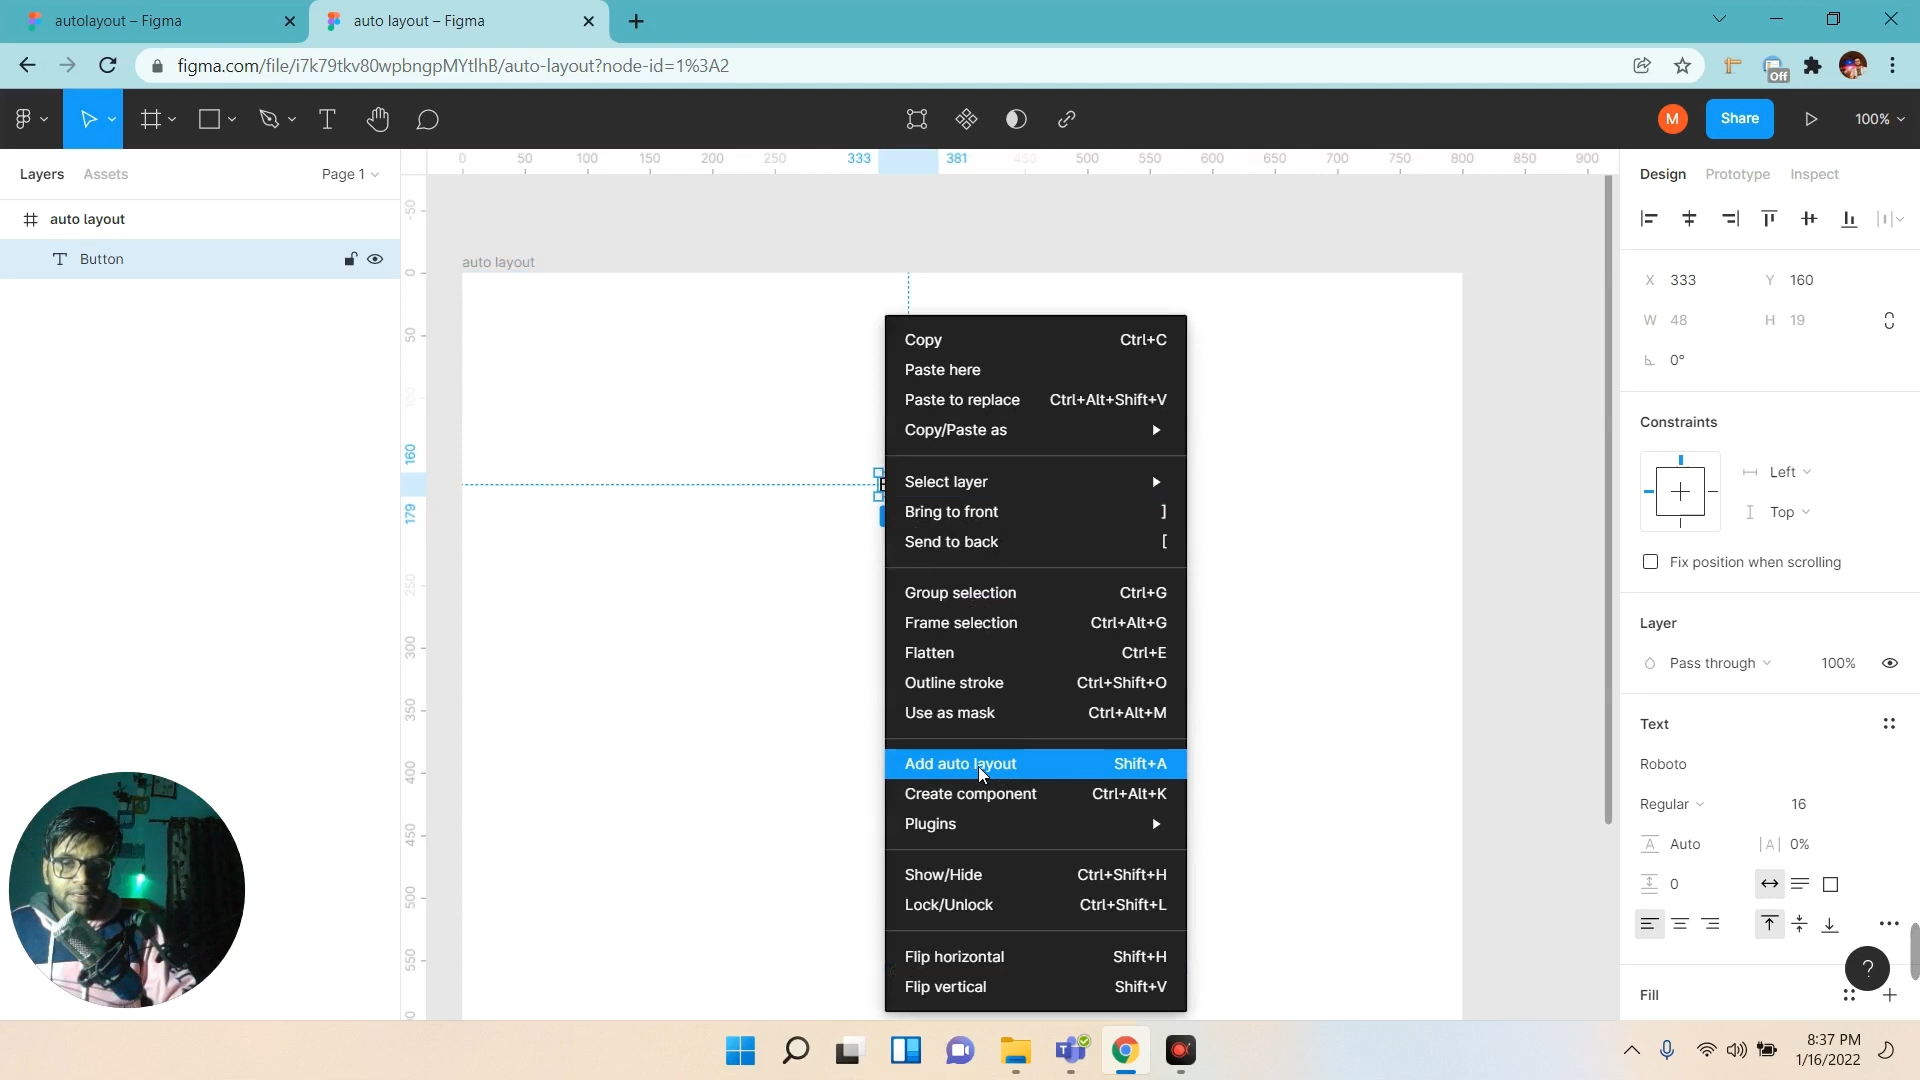 autolayout – Figma
auto layout – Figma
figma.com/file/i7k79tkv80wpbngpMYtlhB/auto-layout?node-id=1%3A2
Off
M
Share
100%
Layers
Assets
Page 1
0 50 100 150 200 250 333 381 450 500 550 600 650 700 750 800 850 900
Design
Prototype
Inspect
auto layout
Button
-50
0
50
100
160
179
250
300
350
400
450
500
550
auto layout
Copy Ctrl+C
Paste here
Paste to replace Ctrl+Alt+Shift+V
Copy/Paste as
Select layer
Bring to front ]
Send to back [
Group selection Ctrl+G
Frame selection Ctrl+Alt+G
Flatten Ctrl+E
Outline stroke Ctrl+Shift+O
Use as mask Ctrl+Alt+M
Add auto layout Shift+A
Create component Ctrl+Alt+K
Plugins
Show/Hide Ctrl+Shift+H
Lock/Unlock Ctrl+Shift+L
Flip horizontal Shift+H
Flip vertical Shift+V
X 333 Y 160
W 48 H 19
0°
Constraints
Left
Top
Fix position when scrolling
Layer
Pass through 100%
Text
Roboto
Regular 16
A Auto |A| 0%
0
?
Fill
8:37 PM
1/16/2022